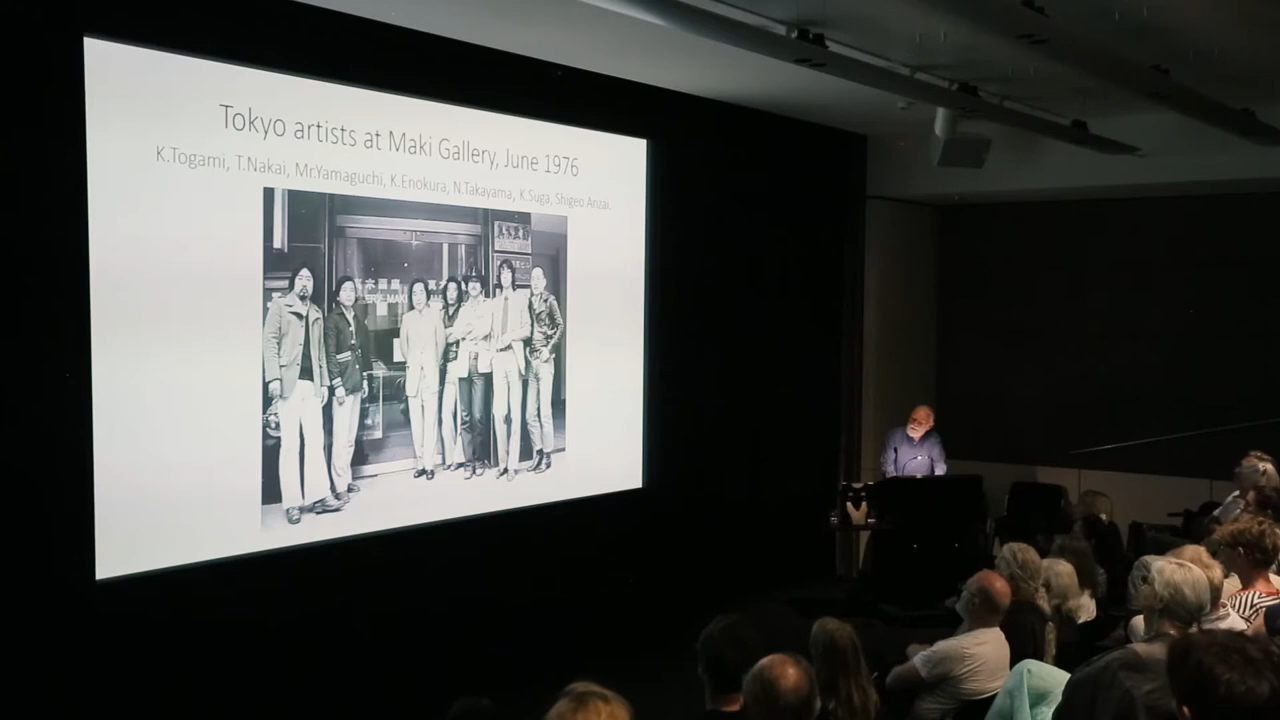 Tokyo artists at Maki Gallery, June 1976
K.Togami, T.Nakai, Mr.Yamaguchi, K.Enokura, N.Takayama, K.Suga, Shigeo Anzai.